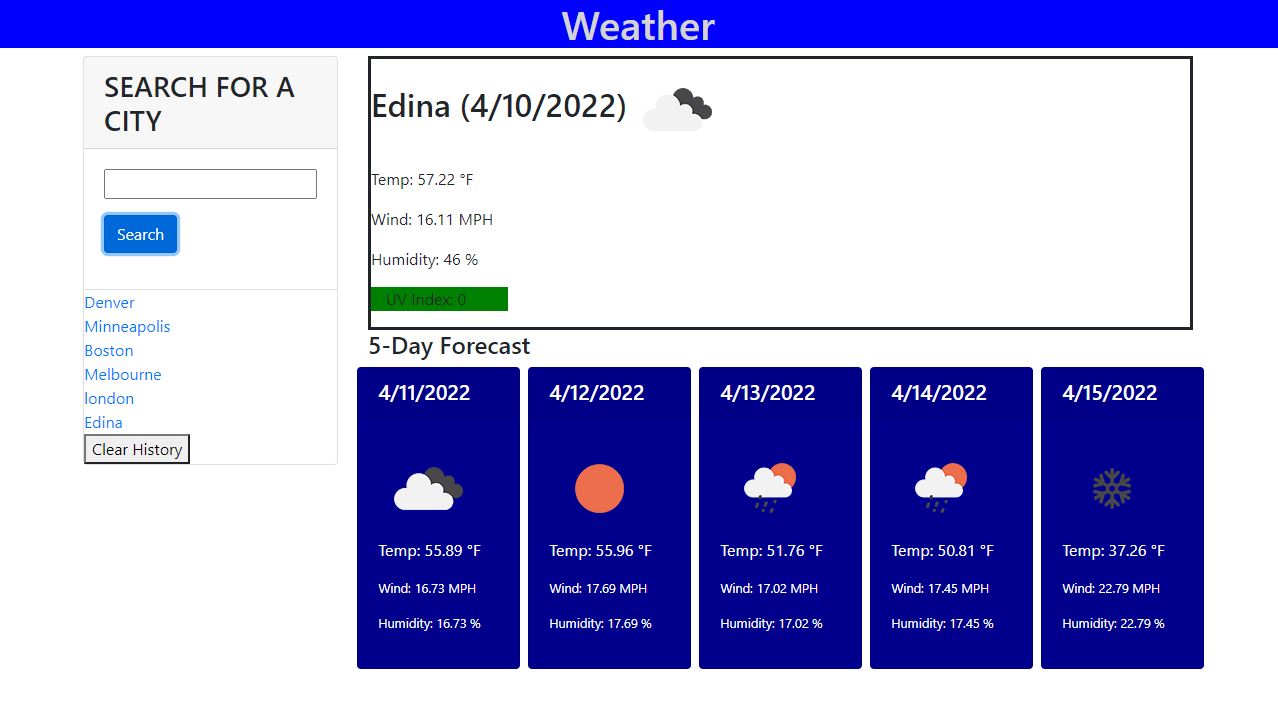 Weather
SEARCH FOR A
CITY
Search
Denver
Minneapolis
Boston
Melbourne
london
Edina
Clear History
Edina (4/10/2022)
Temp: 57.22 °F
Wind: 16.11 MPH
Humidity: 46 %
UV Index: 0
5-Day Forecast
4/11/2022
Temp: 55.89 °F
Wind: 16.73 MPH
Humidity: 16.73 %
4/12/2022
Temp: 55.96 °F
Wind: 17.69 MPH
Humidity: 17.69 %
4/13/2022
Temp: 51.76 °F
Wind: 17.02 MPH
Humidity: 17.02 %
4/14/2022
Temp: 50.81 °F
Wind: 17.45 MPH
Humidity: 17.45 %
4/15/2022
Temp: 37.26 °F
Wind: 22.79 MPH
Humidity: 22.79 %